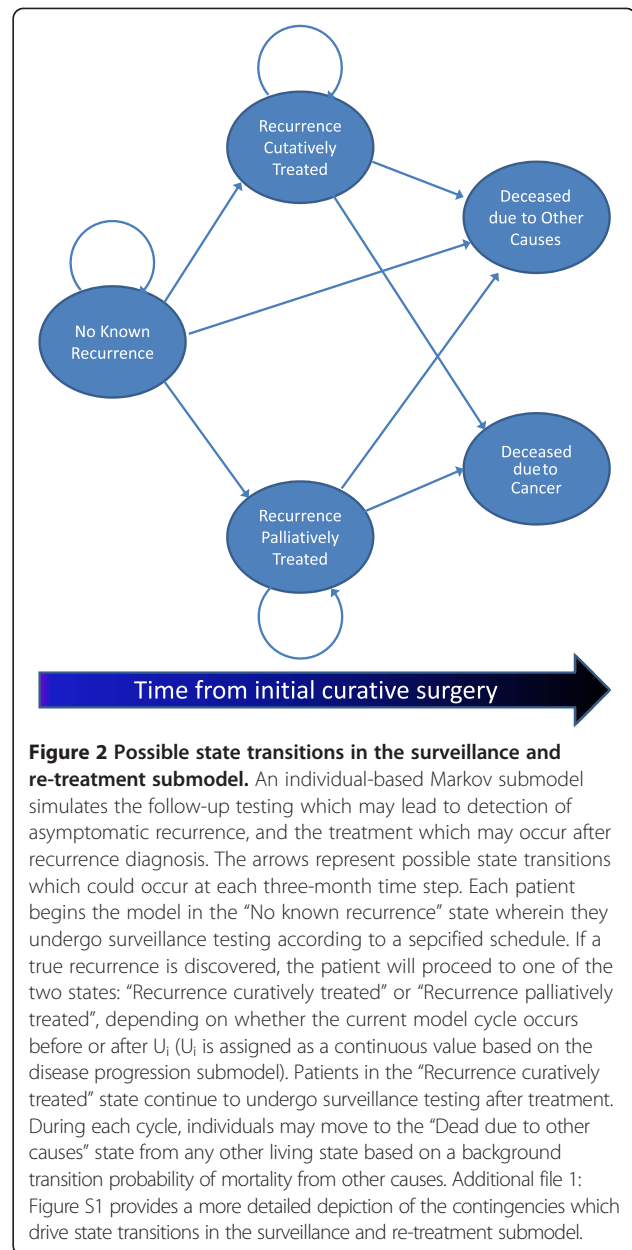 Recurrence
Cutatively
Treated
Deceased
due to Other
Causes
No Known
Recurrence
Deceased
due to
Cancer
Recurrence
Palliatively
Treated
Time from initial curative surgery
Figure 2 Possible state transitions in the surveillance and
re-treatment submodel. An individual-based Markov submodel
simulates the follow-up testing which may lead to detection of
asymptomatic recurrence, and the treatment which may occur after
recurrence diagnosis. The arrows represent possible state transitions
which could occur at each three-month time step. Each patient
begins the model in the “No known recurrence” state wherein they
undergo surveillance testing according to a sepcified schedule. If a
true recurrence is discovered, the patient will proceed to one of the
two states: “Recurrence curatively treated” or “Recurrence palliatively
treated”, depending on whether the current model cycle occurs
before or after Ui (Ui is assigned as a continuous value based on the
disease progression submodel). Patients in the “Recurrence curatively
treated” state continue to undergo surveillance testing after treatment.
During each cycle, individuals may move to the “Dead due to other
causes” state from any other living state based on a background
transition probability of mortality from other causes. Additional file 1:
Figure S1 provides a more detailed depiction of the contingencies which
drive state transitions in the surveillance and re-treatment submodel.